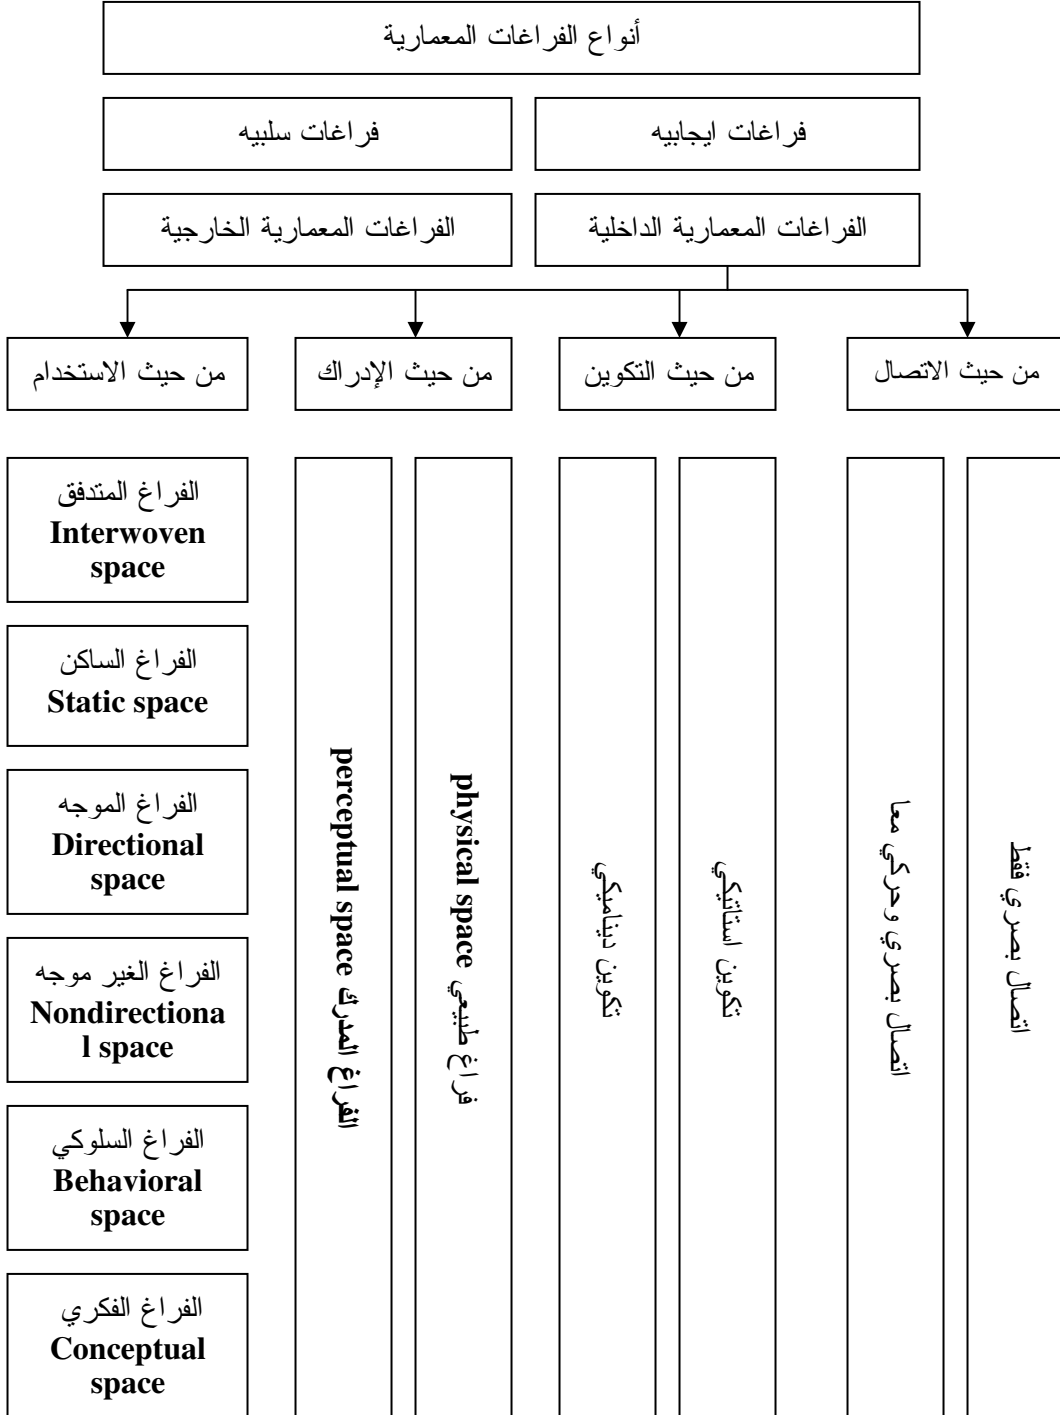 أنواع الفراغات المعمارية
فراغات ايجابيه
فراغات سلبيه
الفراغات المعمارية الداخلية
الفراغات المعمارية الخارجية
من حيث الاتصال
من حيث التكوين
من حيث الإدراك
من حيث الاستخدام
اتصال بصري فقط
اتصال بصري وحركي معا
تكوين استاتيكي
تكوين ديناميكي
فراغ طبيعي physical space
الفراغ المدرك perceptual space
الفراغ المتدفق
Interwoven
space
الفراغ الساكن
Static space
الفراغ الموجه
Directional
space
الفراغ الغير موجه
Nondirectiona
l space
الفراغ السلوكي
Behavioral
space
الفراغ الفكري
Conceptual
space